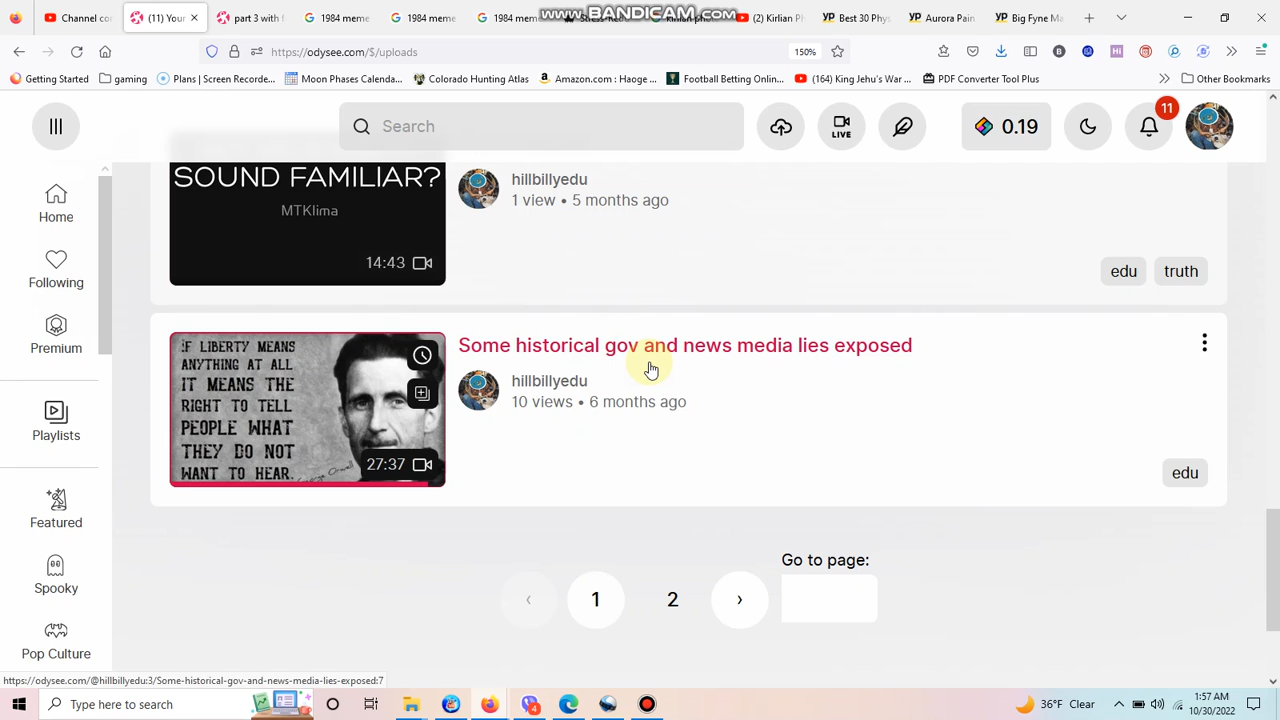 WWW.BANDICAM.COM
Channel co
(11) Your
part 3 with f
1984 meme
1984 meme
1984 mem
(2) Kirlian Ph
Best 30 Phys
Aurora Pain
Big Fyne Ma
https://odysee.com/$/uploads
150%
Getting Started
gaming
Plans | Screen Recorde...
Moon Phases Calenda...
Colorado Hunting Atlas
Amazon.com : Haoge ...
Football Betting Onlin...
(164) King Jehu's War ...
PDF Converter Tool Plus
Other Bookmarks
Search
LIVE
0.19
11
Home
Following
Premium
Playlists
Featured
Spooky
Pop Culture
SOUND FAMILIAR?
MTKlima
14:43
hillbillyedu
1 view • 5 months ago
edu
truth
IF LIBERTY MEANS
ANYTHING AT ALL
IT MEANS THE
RIGHT TO TELL
PEOPLE WHAT
THEY DO NOT
WANT TO HEAR.
George Orwell
27:37
Some historical gov and news media lies exposed
hillbillyedu
10 views • 6 months ago
edu
Go to page:
1
2
https://odysee.com/@hillbillyedu:3/Some-historical-gov-and-news-media-lies-exposed:7
Type here to search
4
36°F Clear
1:57 AM
10/30/2022